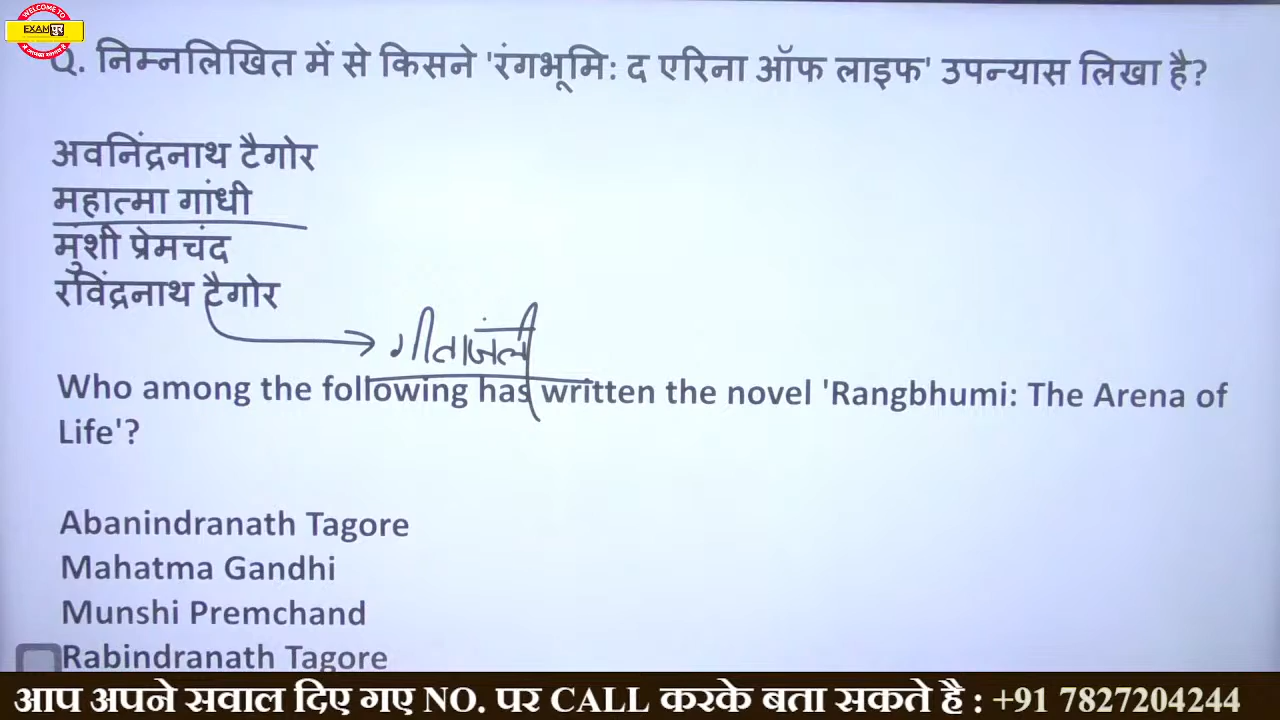 WELCOME TO
EXAM पुर
Q. निम्नलिखित में से किसने 'रंगभूमि: द एरिना ऑफ लाइफ' उपन्यास लिखा है?
अवनिंद्रनाथ टैगोर
महात्मा गांधी
मुंशी प्रेमचंद
रविंद्रनाथ टैगोर
गीताजंली
Who among the following has written the novel 'Rangbhumi: The Arena of
Life'?
Abanindranath Tagore
Mahatma Gandhi
Munshi Premchand
Rabindranath Tagore
आप अपने सवाल दिए गए NO. पर CALL करके बता सकते है : +91 7827204244